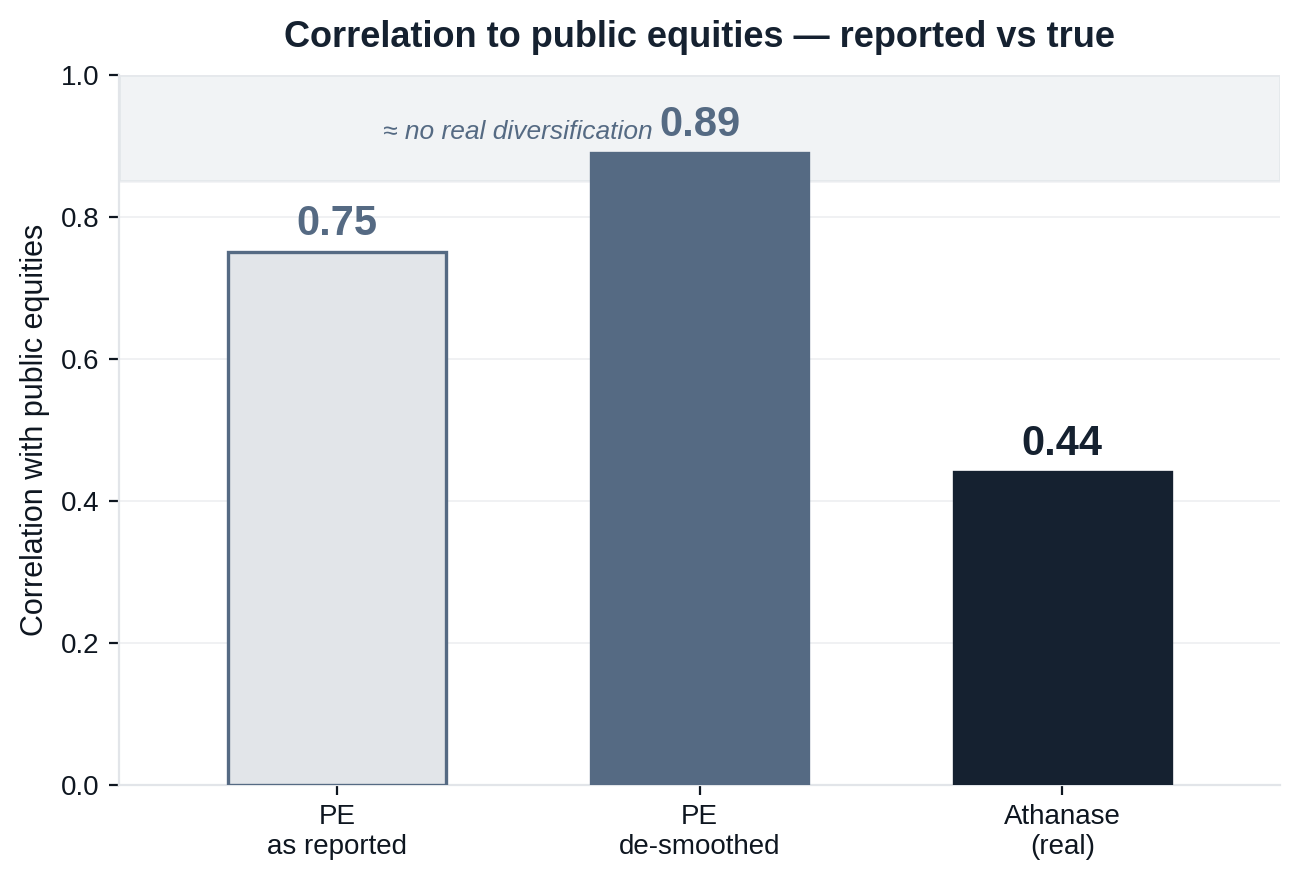 Correlation to public equities — reported vs true
Correlation with public equities
1.0
0.8
0.6
0.4
0.2
0.0
≈ no real diversification
0.75
0.89
0.44
PE
as reported
PE
de-smoothed
Athanase
(real)